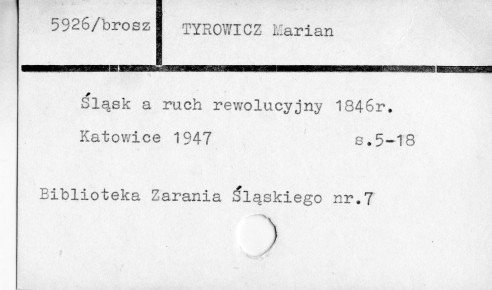 5926/brosz TYROWICZ Marian
Śląsk a ruch rewolucyjny 1846r.
Katowice 1947 s.5-18
Biblioteka Zarania Śląskiego nr.7